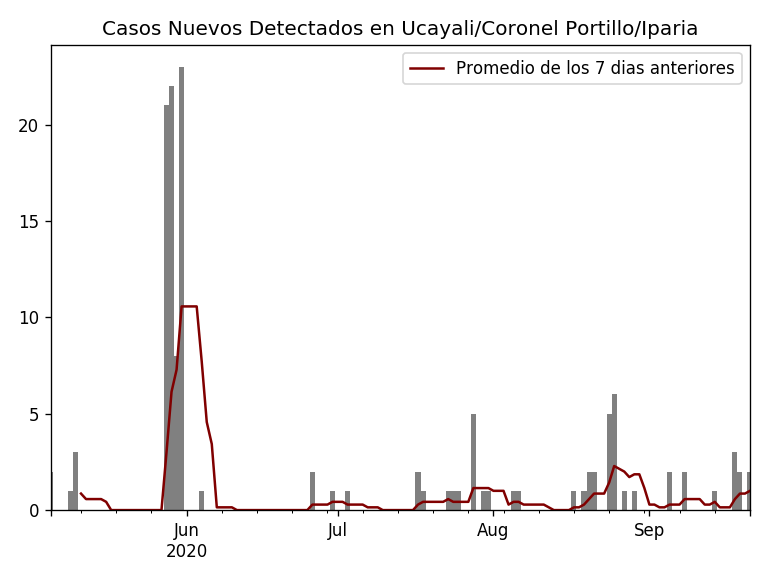 Casos Nuevos Detectados en Ucayali/Coronel Portillo/Iparia
Promedio de los 7 dias anteriores
20
15
10
5
0
Jun
2020
Jul
Aug
Sep